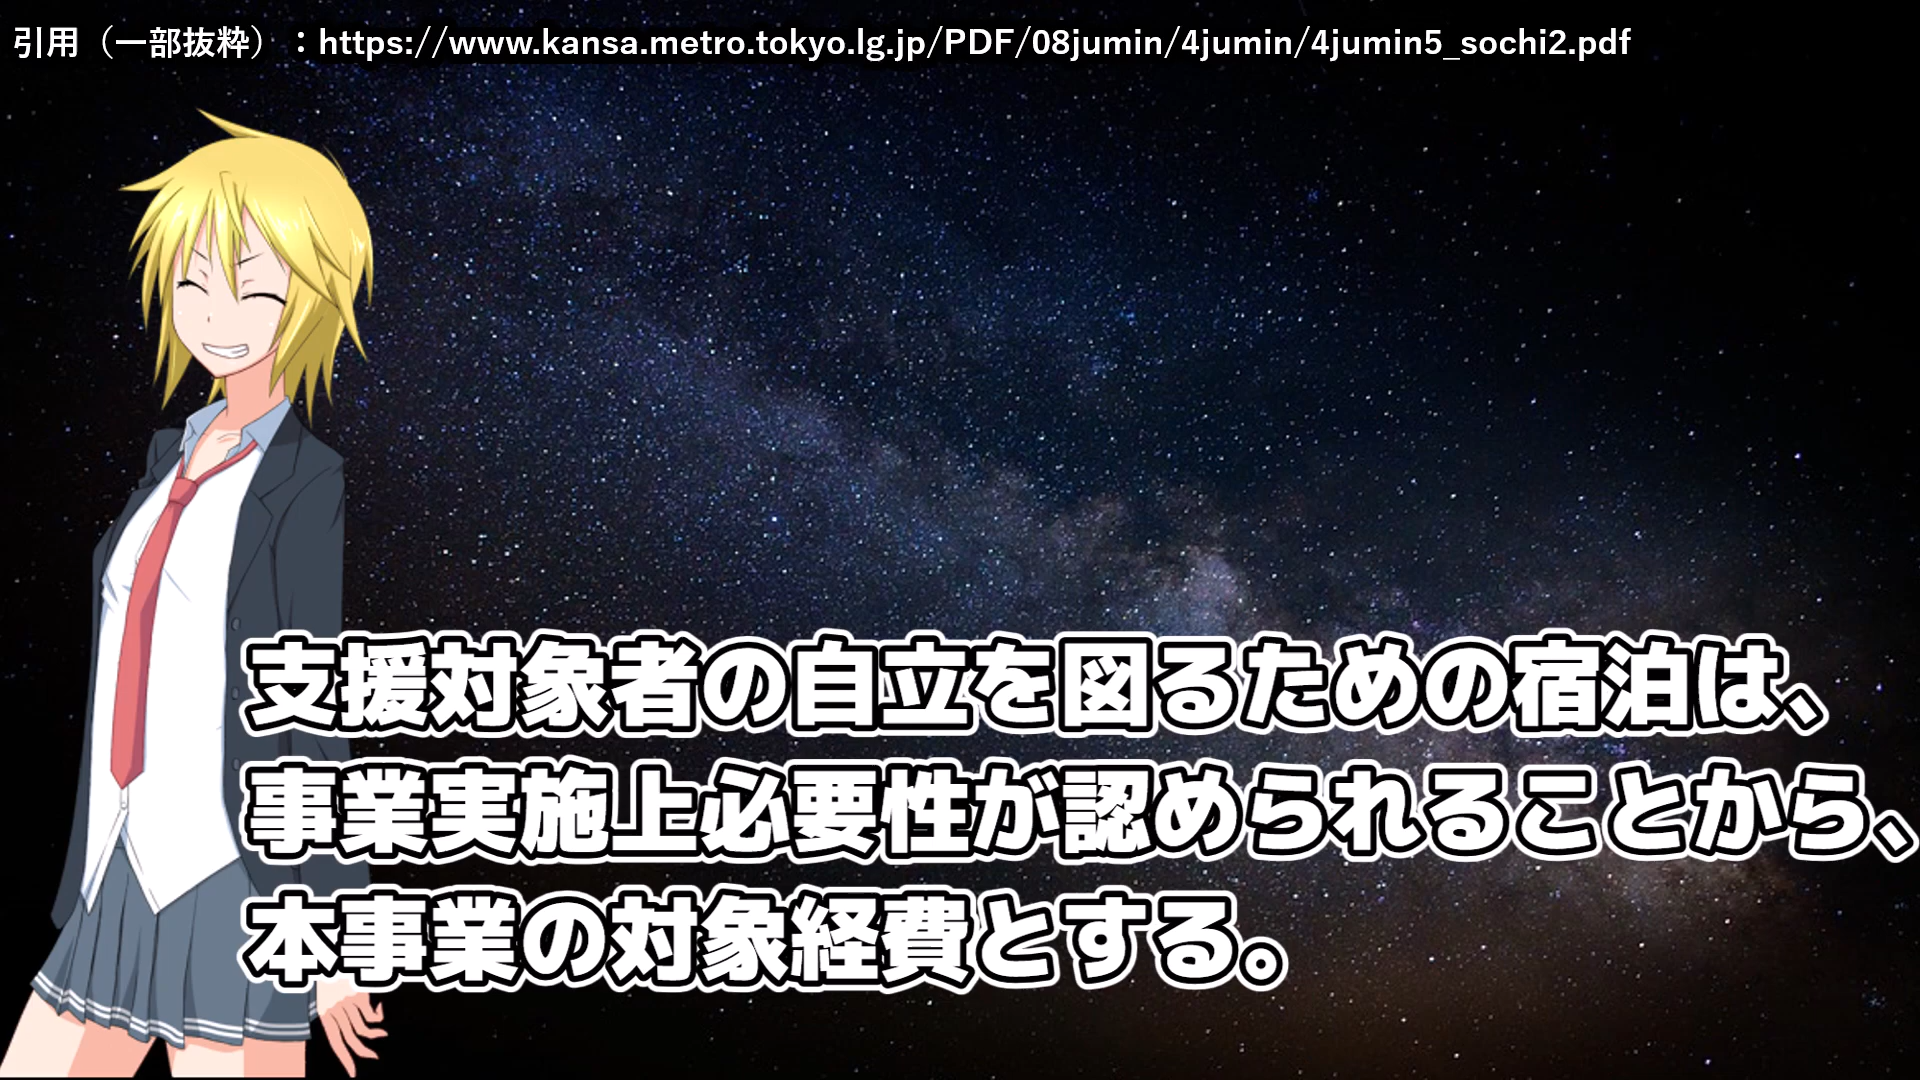 引用（一部抜粋）：https://www.kansa.metro.tokyo.lg.jp/PDF/08jumin/4jumin/4jumin5_sochi2.pdf
支援対象者の自立を図るための宿泊は、
事業実施上必要性が認められることから、
本事業の対象経費とする。